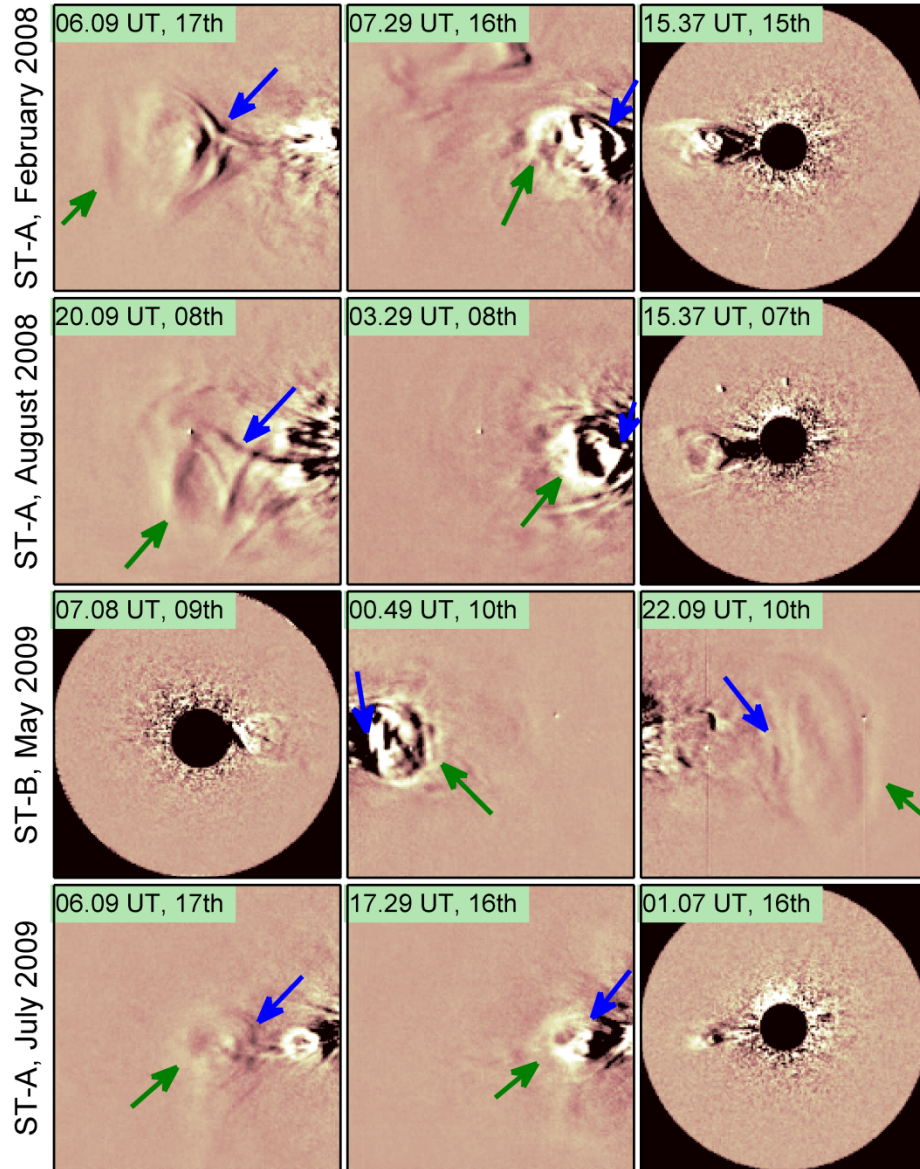 ST-A, February 2008
06.09 UT, 17th
07.29 UT, 16th
15.37 UT, 15th
ST-A, August 2008
20.09 UT, 08th
03.29 UT, 08th
15.37 UT, 07th
ST-B, May 2009
07.08 UT, 09th
00.49 UT, 10th
22.09 UT, 10th
ST-A, July 2009
06.09 UT, 17th
17.29 UT, 16th
01.07 UT, 16th